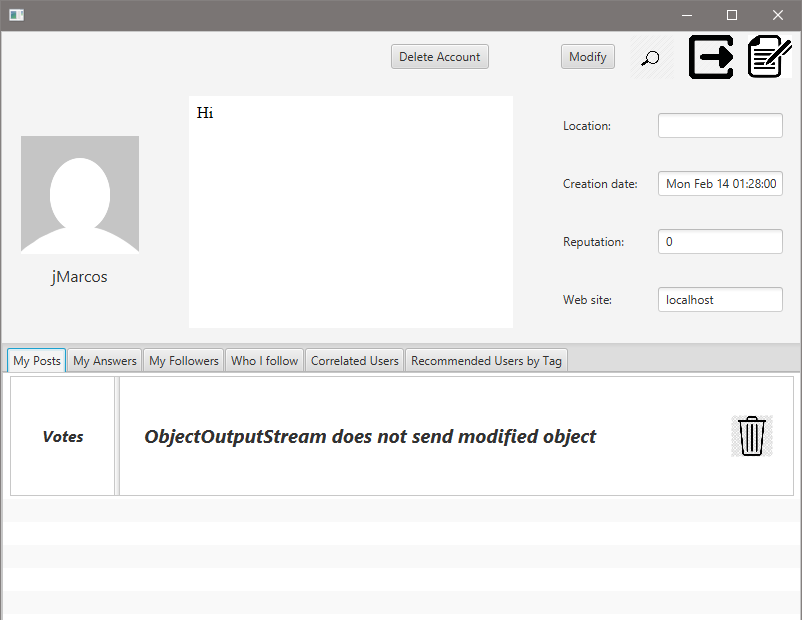 Delete Account
Modify
Hi
Location:
Creation date: Mon Feb 14 01:28:00
Reputation: 0
Web site: localhost
jMarcos
My Posts My Answers My Followers Who I follow Correlated Users Recommended Users by Tag
Votes ObjectOutputStream does not send modified object